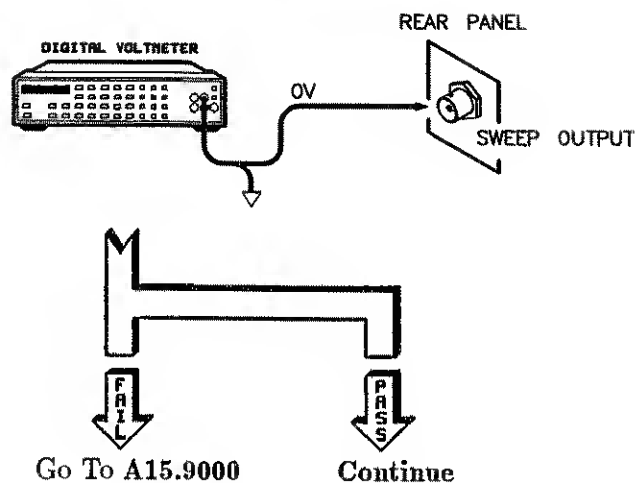 REAR PANEL
DIGITAL VOLTMETER
0V
SWEEP OUTPUT
FAIL
PASS
Go To A15.9000
Continue